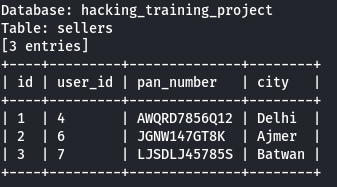 Database: hacking_training_project
Table: sellers
[3 entries]
+----+---------+--------------+--------+
| id | user_id | pan_number   | city   |
+----+---------+--------------+--------+
| 1  | 4       | AWQRD7856Q12 | Delhi  |
| 2  | 6       | JGNW147GT8K  | Ajmer  |
| 3  | 7       | LJSDLJ45785S | Batwan |
+----+---------+--------------+--------+